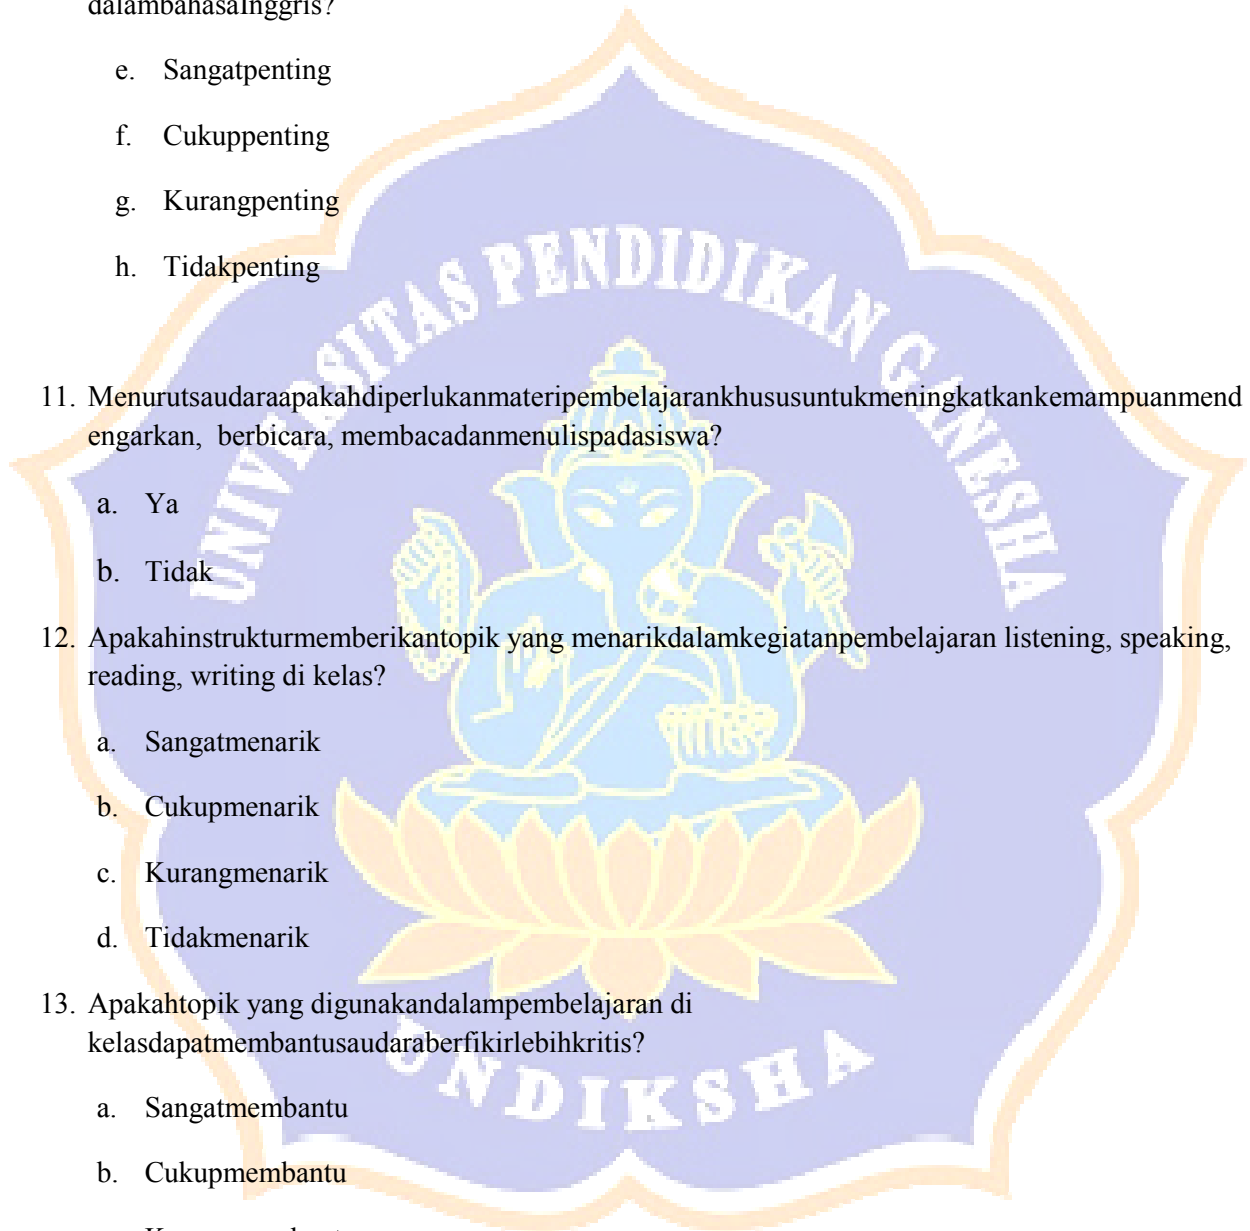 dalambahasaInggris?
e. Sangatpenting
f. Cukuppenting
g. Kurangpenting
h. Tidakpenting
UNIVERSITAS PENDIDIKAN GANESHA
11. Menurutsaudaraapakahdiperlukanmateripembelajarankhususuntukmeningkatkankemampuanmend
engarkan, berbicara, membacadanmenulispadasiswa?
a. Ya
b. Tidak
12. Apakahinstrukturmemberikantopik yang menarikdalamkegiatanpembelajaran listening, speaking,
reading, writing di kelas?
a. Sangatmenarik
b. Cukupmenarik
c. Kurangmenarik
d. Tidakmenarik
13. Apakahtopik yang digunakandalampembelajaran di
kelasdapatmembantusaudaraberfikirlebihkritis?
UNDIKSHA
a. Sangatmembantu
b. Cukupmembantu